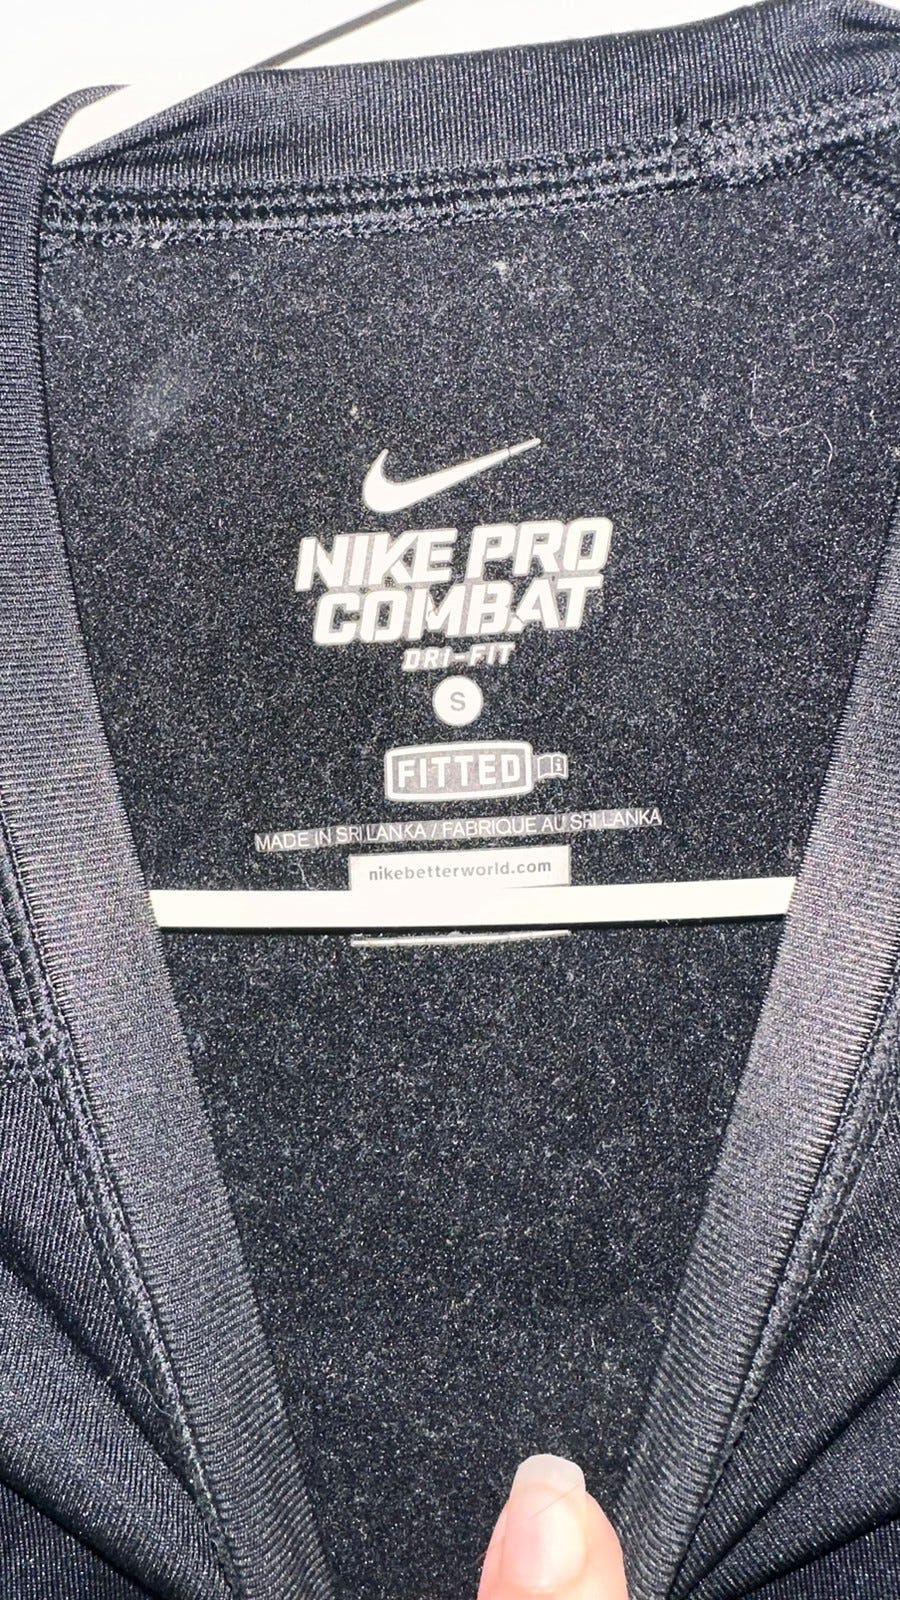 NIKE PRO
COMBAT
DRI-FIT
S
FITTED
MADE IN SRI LANKA / FABRIQUE AU SRI LANKA
nikebetterworld.com